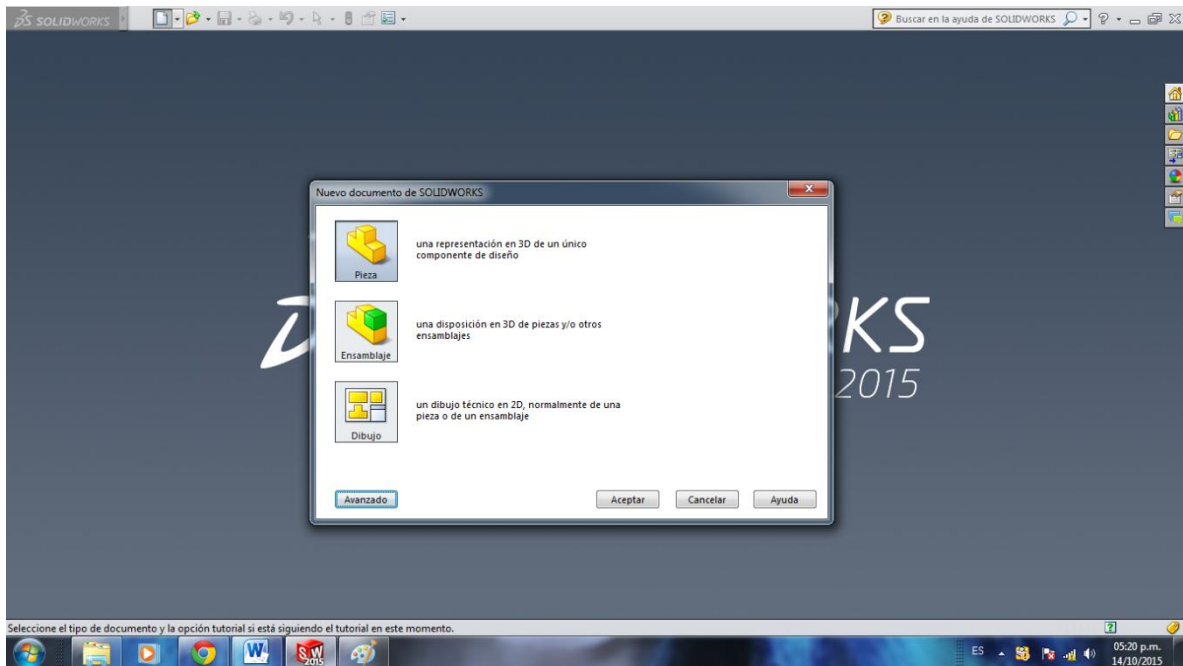 SOLIDWORKS
Buscar en la ayuda de SOLIDWORKS
Nuevo documento de SOLIDWORKS
Pieza
una representación en 3D de un único
componente de diseño
Ensamblaje
una disposición en 3D de piezas y/o otros
ensamblajes
Dibujo
un dibujo técnico en 2D, normalmente de una
pieza o de un ensamblaje
Avanzado
Aceptar
Cancelar
Ayuda
KS
2015
Seleccione el tipo de documento y la opción tutorial si está siguiendo el tutorial en este momento.
W
SW
2015
ES
05:20 p.m.
14/10/2015